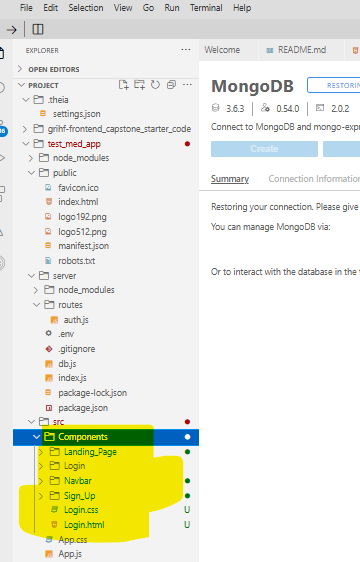 File Edit Selection View Go Run Terminal Help
EXPLORER
OPEN EDITORS
PROJECT
.theia
settings.json
grihf-frontend_capstone_starter_code
test_med_app
node_modules
public
favicon.ico
index.html
logo192.png
logo512.png
manifest.json
robots.txt
server
node_modules
routes
auth.js
.env
.gitignore
db.js
index.js
package-lock.json
package.json
src
Components
Landing_Page
Login
Navbar
Sign_Up
Login.css U
Login.html U
App.css
App.js
Welcome README.md
MongoDB RESTORIN
3.6.3 0.54.0 2.0.2
Connect to MongoDB and mongo-expr
Create
Summary Connection Information
Restoring your connection. Please give
You can manage MongoDB via:
Or to interact with the database in the